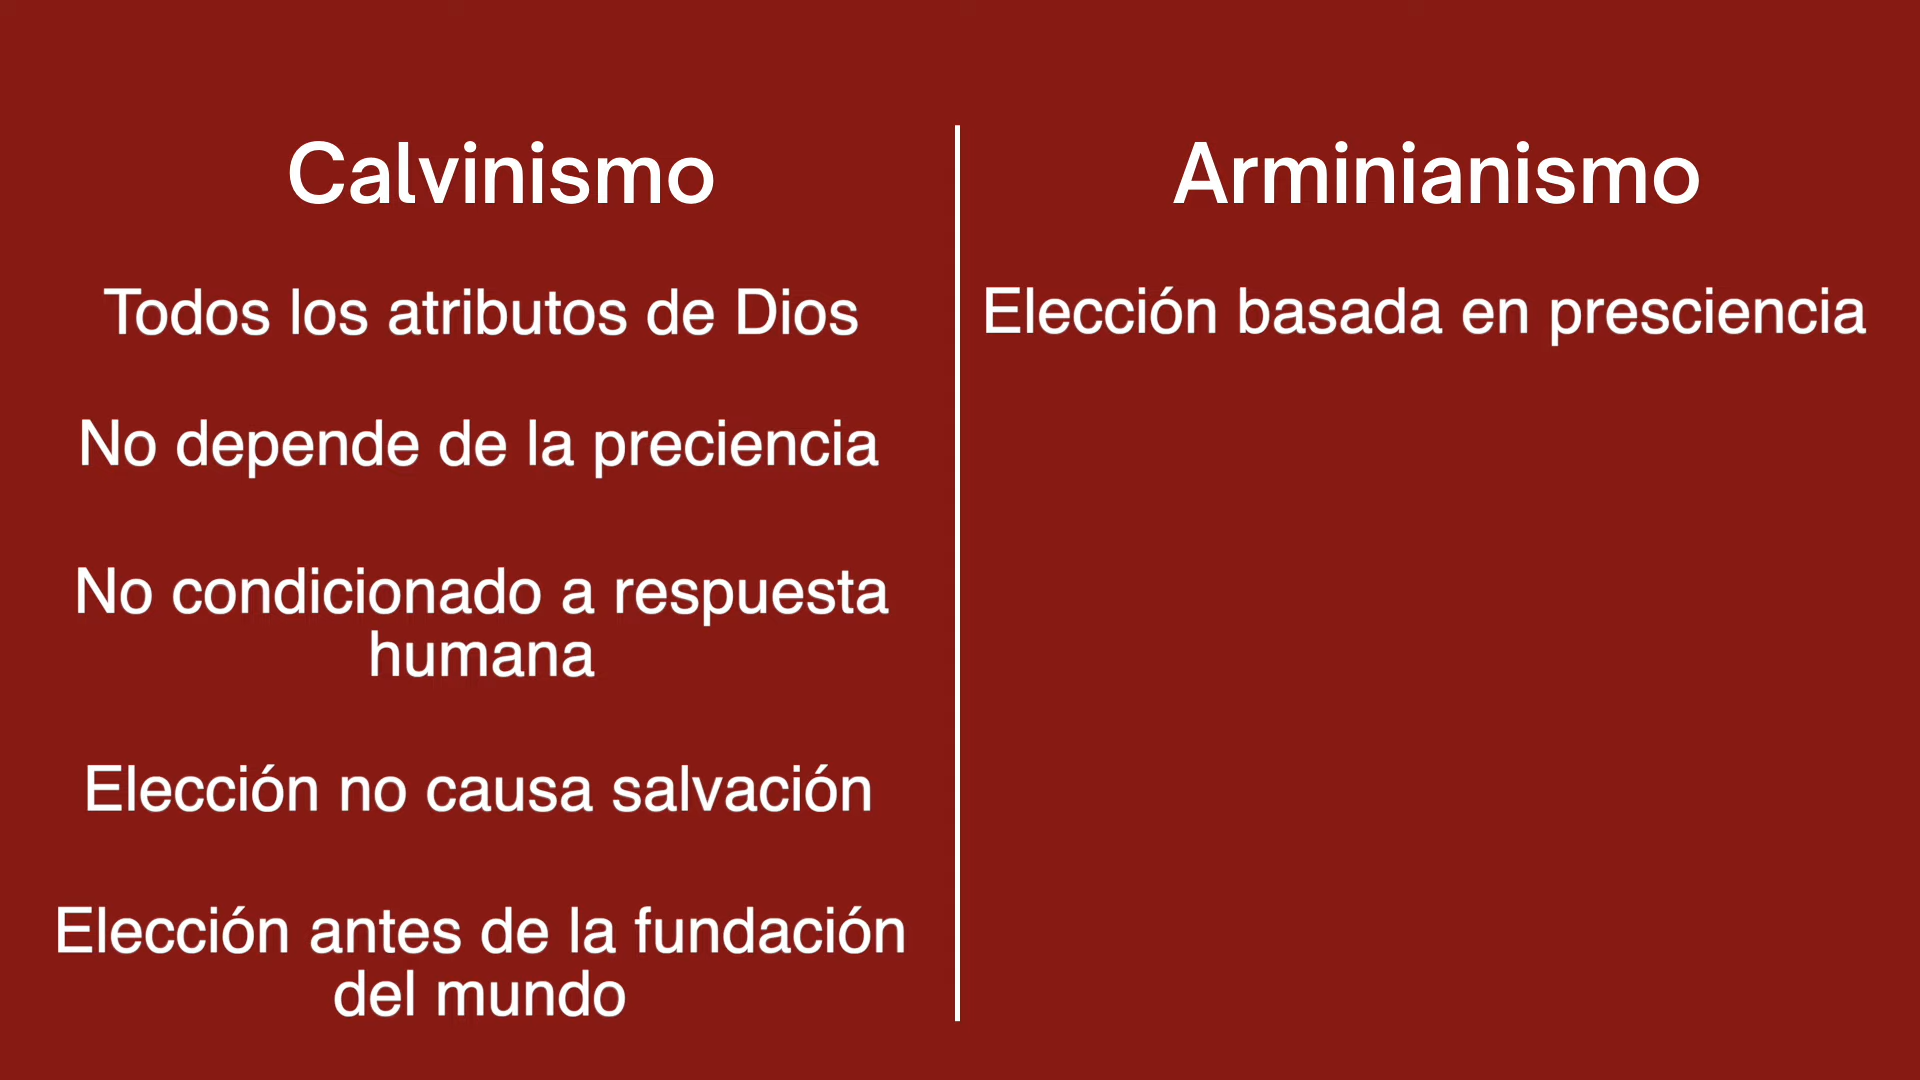 Calvinismo
Todos los atributos de Dios
No depende de la preciencia
No condicionado a respuesta
humana
Elección no causa salvación
Elección antes de la fundación
del mundo
Arminianismo
Elección basada en presciencia